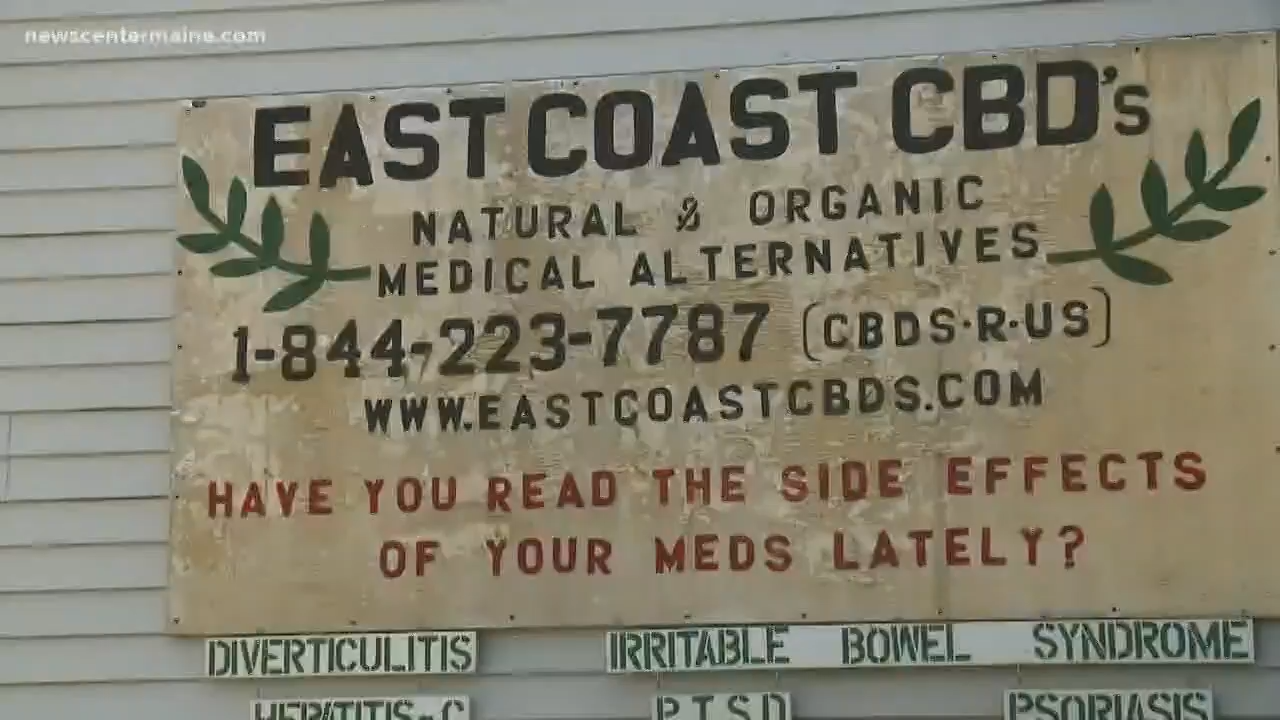 newscentermaine.com
EAST COAST CBD's
NATURAL & ORGANIC
MEDICAL ALTERNATIVES
1-844-223-7787 (CBDS·R·US)
WWW.EASTCOASTCBDS.COM
HAVE YOU READ THE SIDE EFFECTS
OF YOUR MEDS LATELY?
DIVERTICULITIS IRRITABLE BOWEL SYNDROME
HEPATITIS-C P.T.S.D PSORIASIS